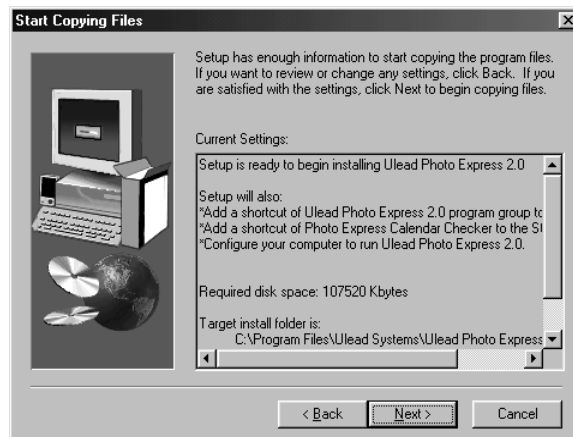 Start Copying Files
Setup has enough information to start copying the program files.
If you want to review or change any settings, click Back. If you
are satisfied with the settings, click Next to begin copying files.
Current Settings:
Setup is ready to begin installing Ulead Photo Express 2.0
Setup will also:
*Add a shortcut of Ulead Photo Express 2.0 program group to
*Add a shortcut of Photo Express Calendar Checker to the
*Configure your computer to run Ulead Photo Express 2.0.
Required disk space: 107520 Kbytes
Target install folder is:
C:\Program Files\Ulead Systems\Ulead Photo Express
< Back
Next >
Cancel